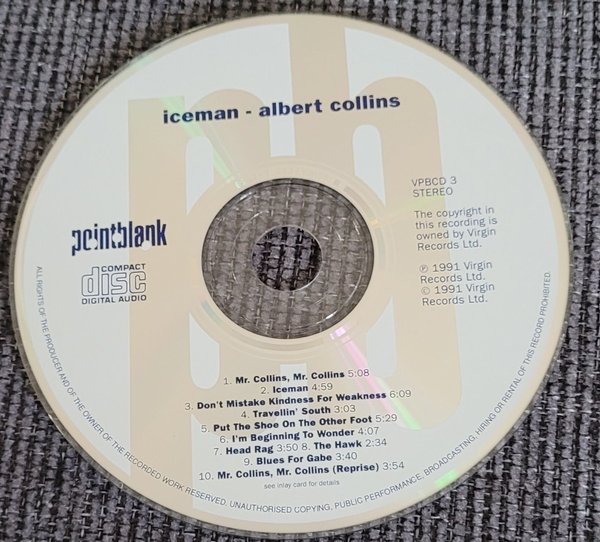 iceman - albert collins
VPBCD 3
STEREO
The copyright in
this recording is
owned by Virgin
Records Ltd.
℗ 1991 Virgin
Records Ltd.
© 1991 Virgin
Records Ltd.
pointblank
COMPACT
disc
DIGITAL AUDIO
1. Mr. Collins, Mr. Collins 5:08
2. Iceman 4:59
3. Don't Mistake Kindness For Weakness 6:09
4. Travellin' South 3:03
5. Put The Shoe On The Other Foot 5:29
6. I'm Beginning To Wonder 4:07
7. Head Rag 3:50 8. The Hawk 2:34
9. Blues For Gabe 3:40
10. Mr. Collins, Mr. Collins (Reprise) 3:54
see inlay card for details
ALL RIGHTS OF THE PRODUCER AND OF THE OWNER OF THE RECORDED WORK RESERVED. UNAUTHORISED COPYING, PUBLIC PERFORMANCE, BROADCASTING, HIRING OR RENTAL OF THIS RECORD PROHIBITED.